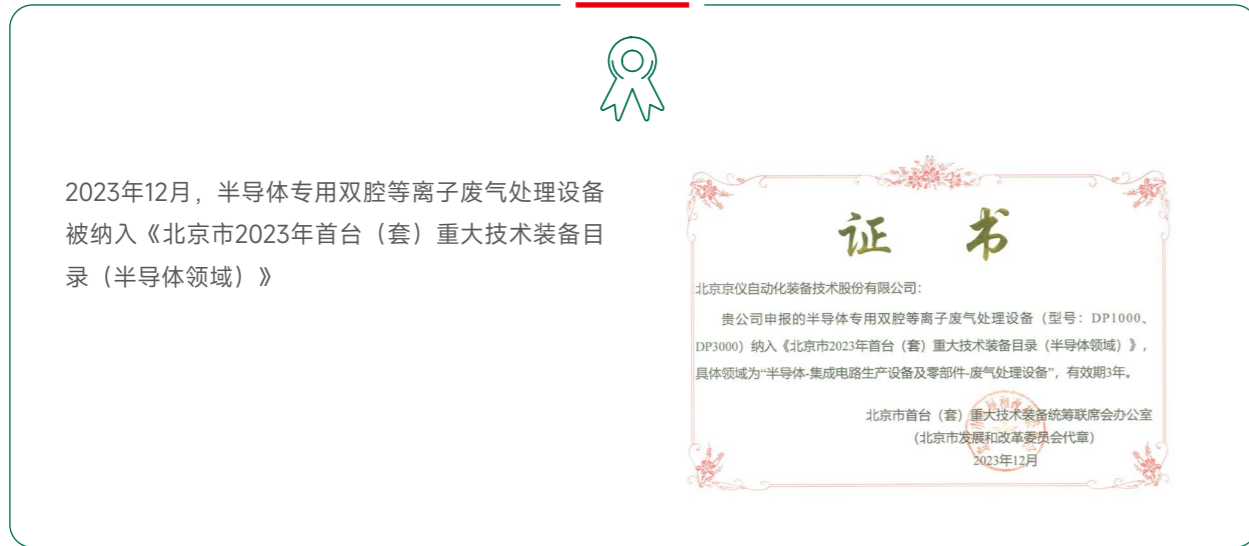 2023年12月，半导体专用双腔等离子废气处理设备
被纳入《北京市2023年首台（套）重大技术装备目
录（半导体领域）》
证 书
北京京仪自动化装备技术股份有限公司：
贵公司申报的半导体专用双腔等离子废气处理设备（型号：DP1000、
DP3000）纳入《北京市2023年首台（套）重大技术装备目录（半导体领域）》，
具体领域为“半导体-集成电路生产设备及零部件-废气处理设备”，有效期3年。
北京市首台（套）重大技术装备统筹联席会办公室
（北京市发展和改革委员会代章）
2023年12月